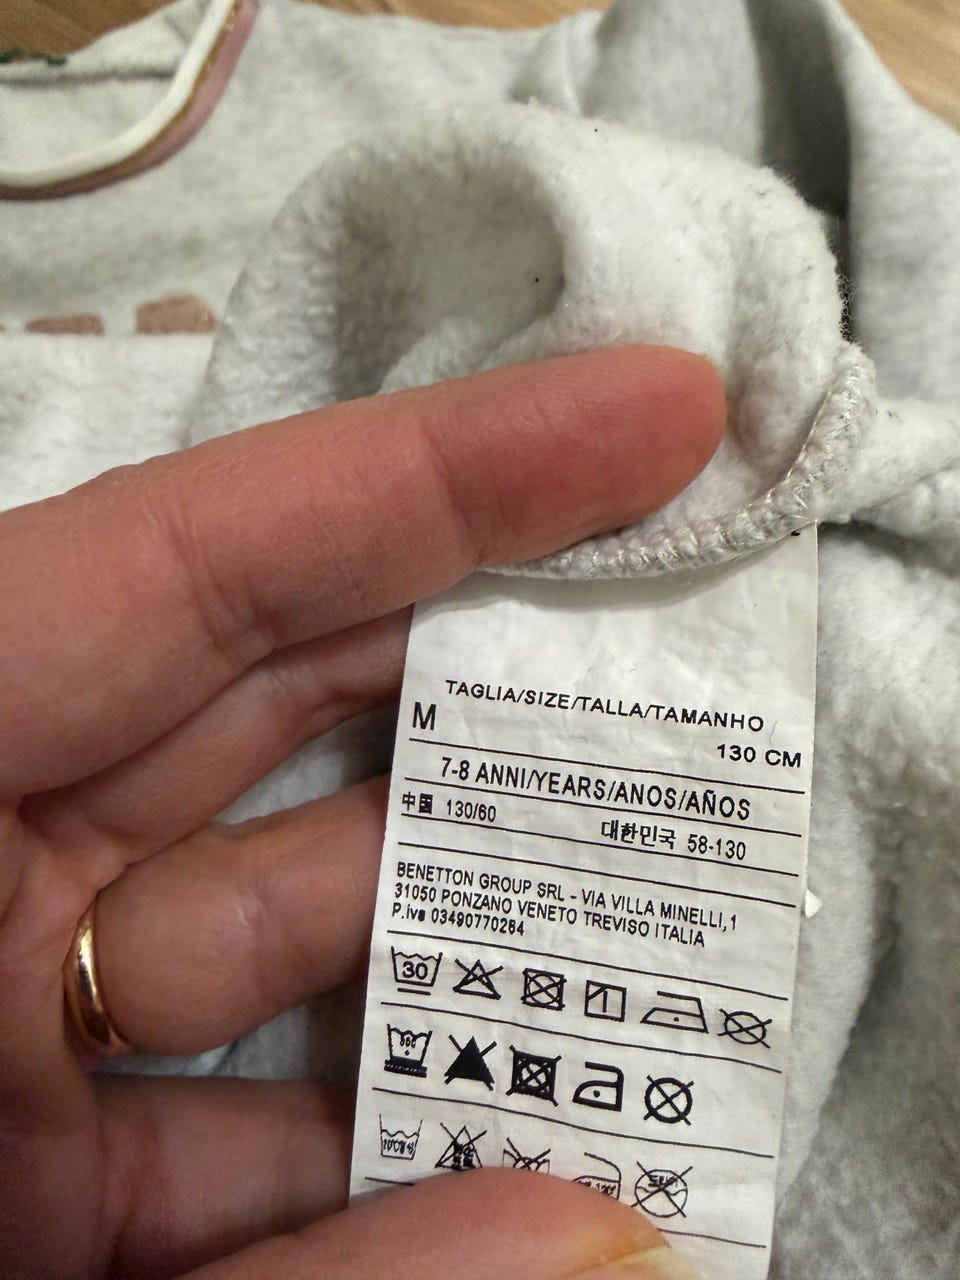 TAGLIA/SIZE/TALLA/TAMANHO
M
130 CM
7-8 ANNI/YEARS/ANOS/AÑOS
中国 130/60 대한민국 58-130
BENETTON GROUP SRL - VIA VILLA MINELLI,1
31050 PONZANO VENETO TREVISO ITALIA
P.iva 03490770264
30